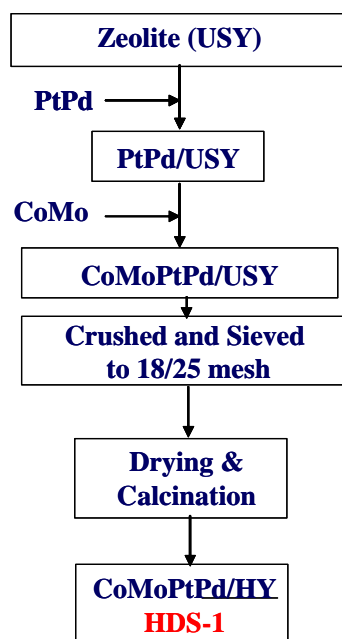 Zeolite (USY)
PtPd
PtPd/USY
CoMo
CoMoPtPd/USY
Crushed and Sieved
to 18/25 mesh
Drying &
Calcination
CoMoPtPd/HY
HDS-1